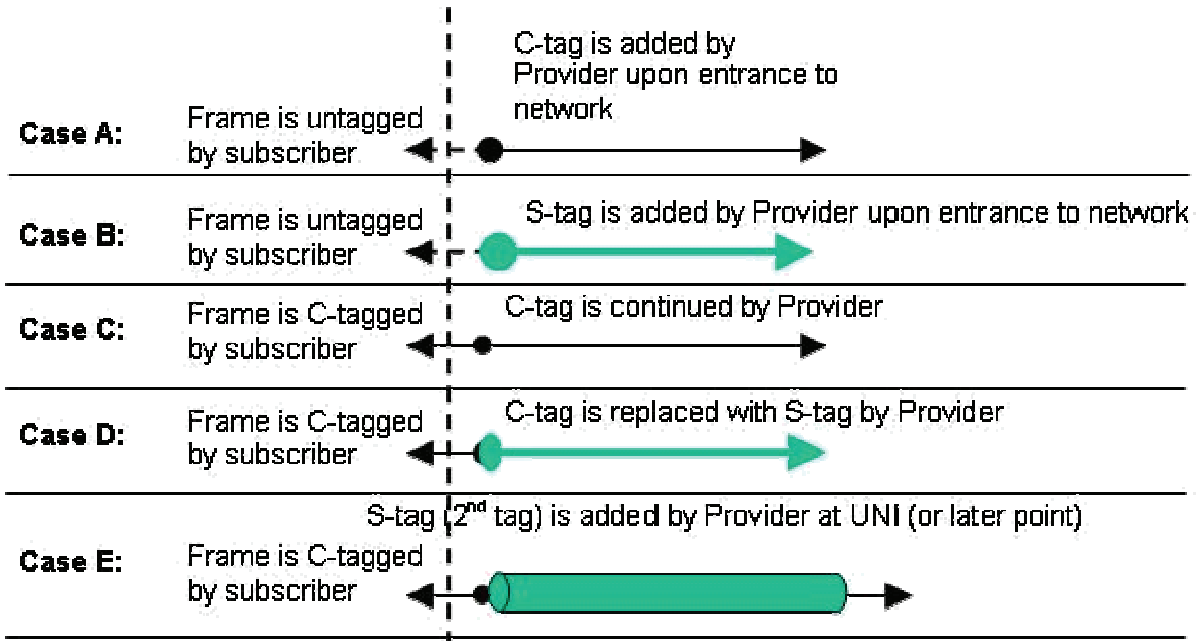 C-tag is added by
Provider upon entrance to
network
Case A:
Frame is untagged
by subscriber
Case B:
Frame is untagged
by subscriber
S-tag is added by Provider upon entrance to network
Case C:
Frame is C-tagged
by subscriber
C-tag is continued by Provider
Case D:
Frame is C-tagged
by subscriber
C-tag is replaced with S-tag by Provider
S-tag (2nd tag) is added by Provider at UNI (or later point)
Case E:
Frame is C-tagged
by subscriber